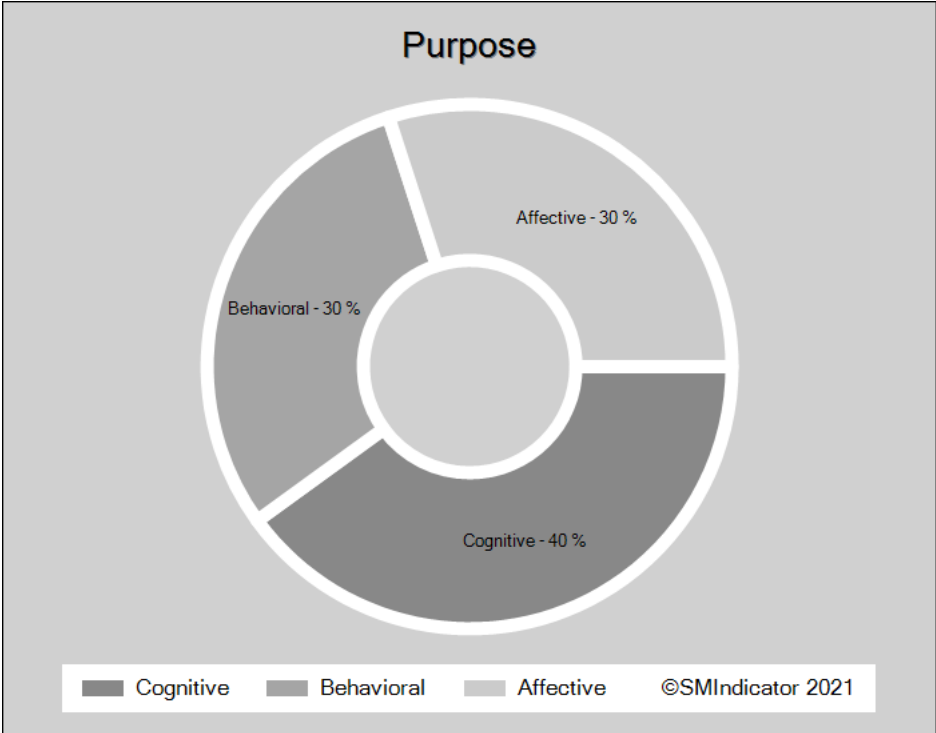 Purpose
Affective - 30 %
Behavioral - 30 %
Cognitive - 40 %
Cognitive Behavioral Affective ©SMIndicator 2021